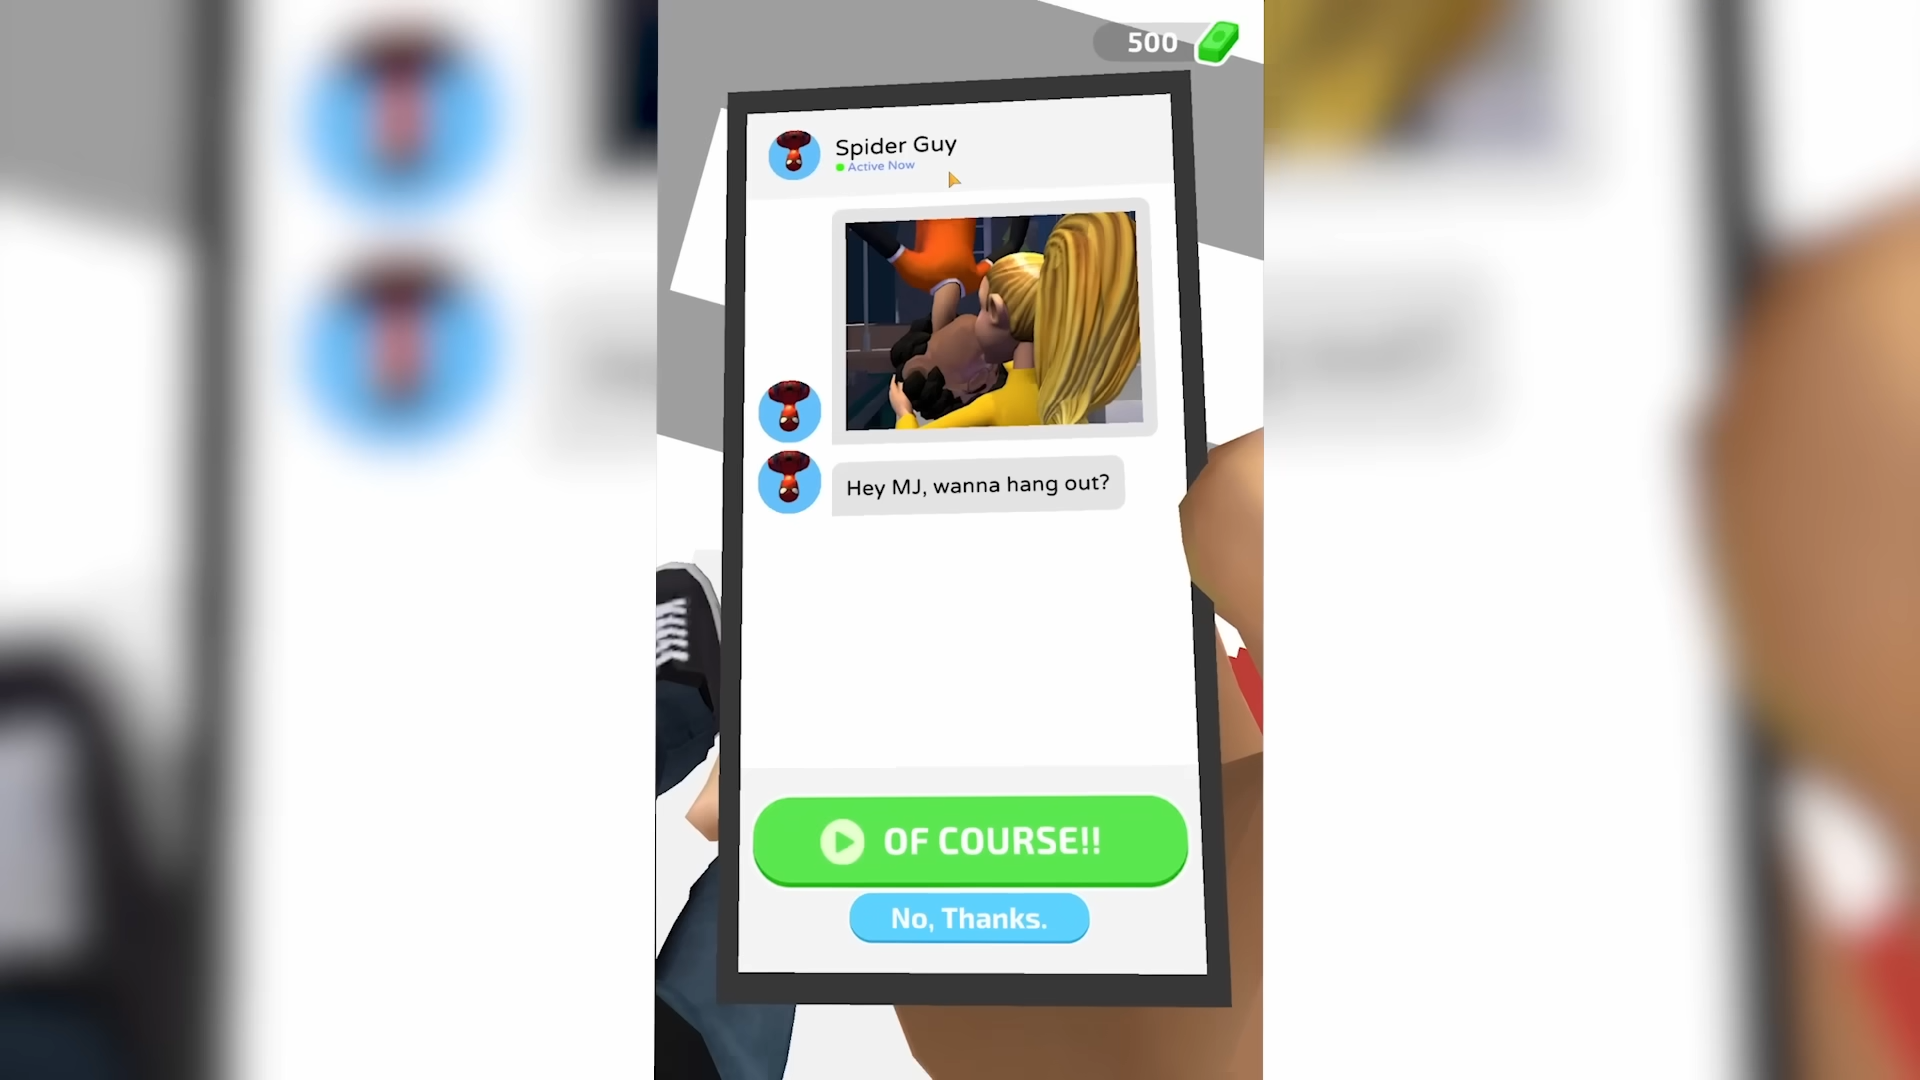 500
Spider Guy
Active Now
Hey MJ, wanna hang out?
OF COURSE!!
No, Thanks.